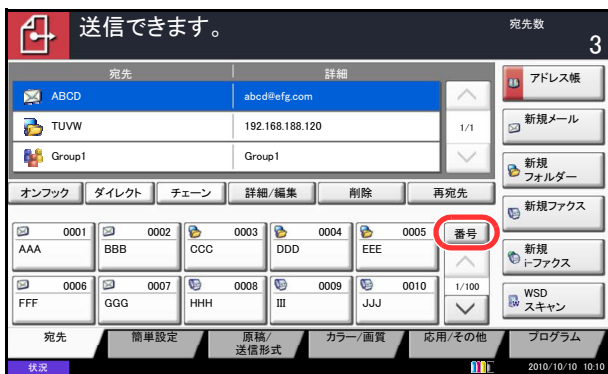 送信できます。
宛先数
3
宛先 詳細
ABCD abcd@efg.com
TUVW 192.168.188.120
1/1
Group1 Group1
アドレス帳
新規メール
新規
フォルダー
新規ファクス
新規
i-ファクス
WSD
スキャン
オンフック ダイレクト チェーン 詳細/編集 削除 再宛先
0001 0002 0003 0004 0005
AAA BBB CCC DDD EEE
番号
0006 0007 0008 0009 0010
FFF GGG HHH III JJJ
1/100
宛先 簡単設定 原稿/
送信形式 カラー/画質 応用/その他 プログラム
状況 2010/10/10 10:10